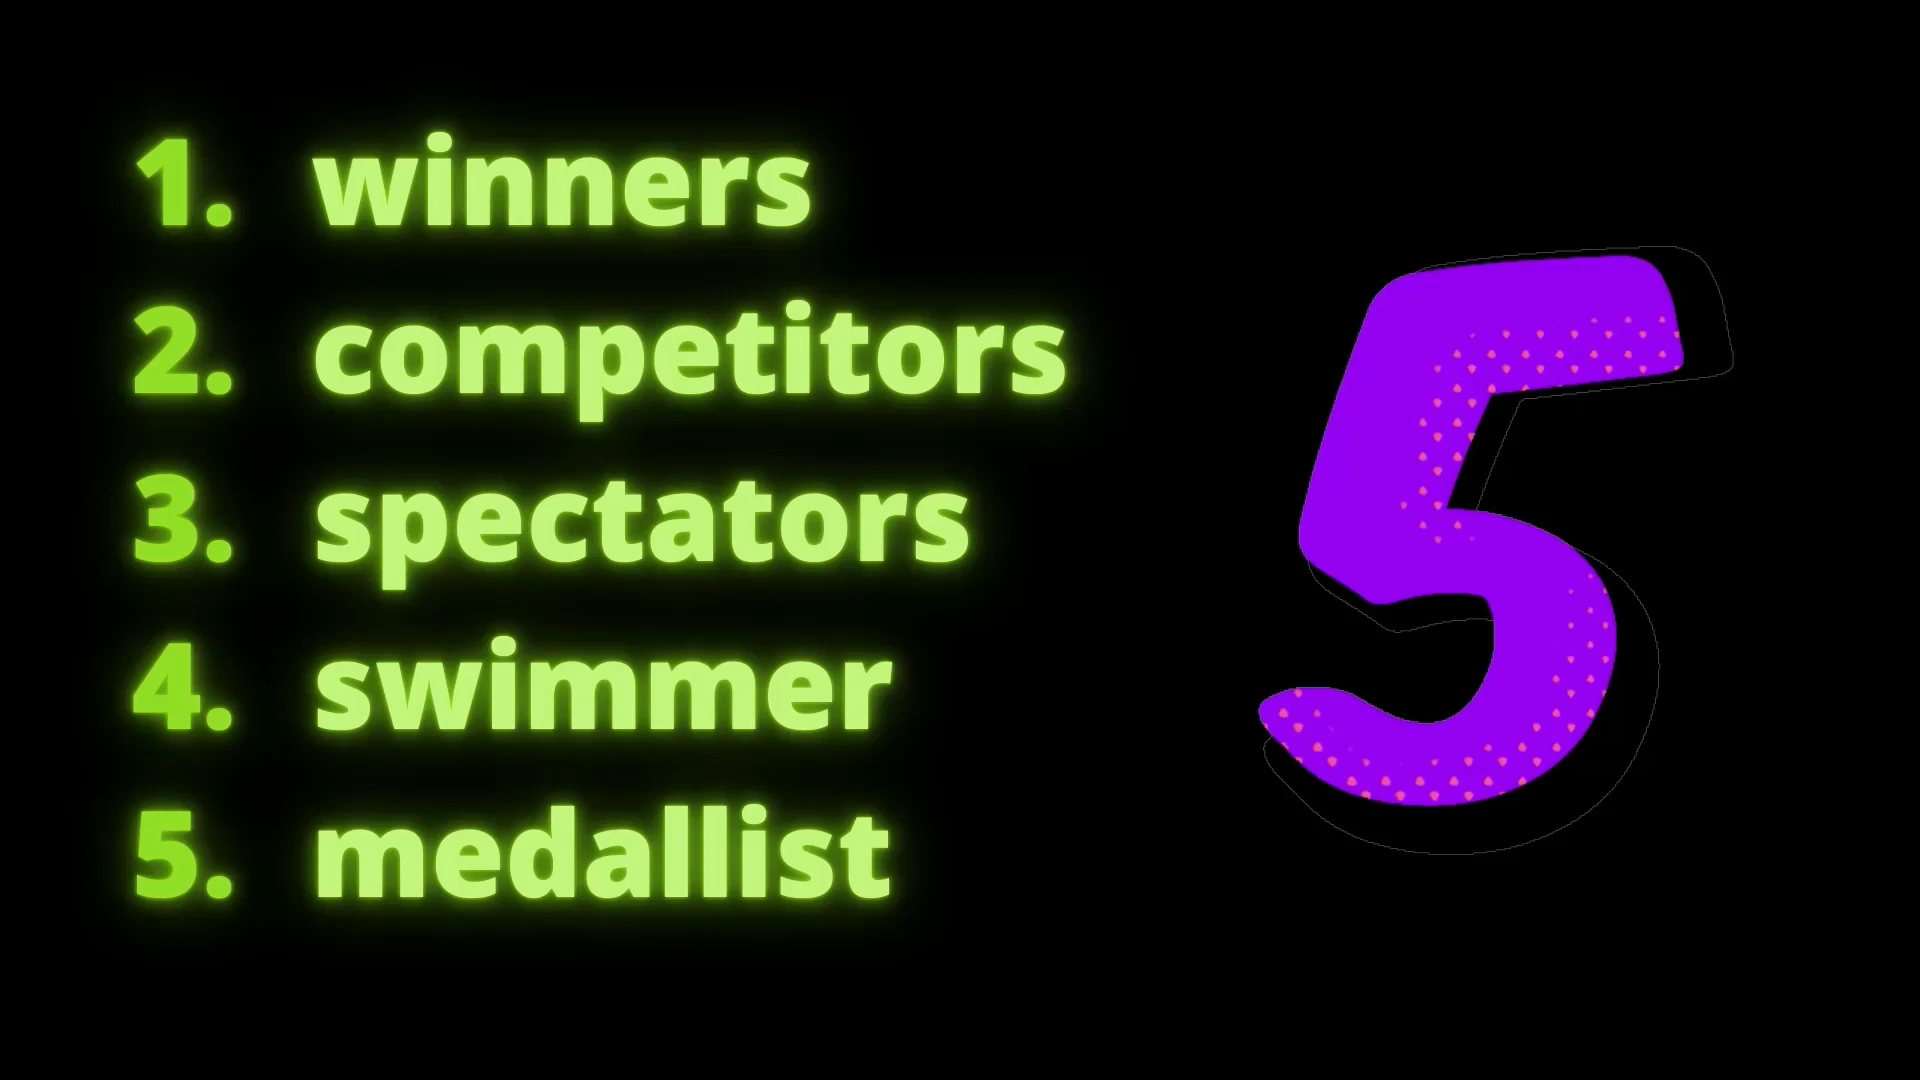 1. winners
2. competitors
3. spectators
4. swimmer
5. medallist
5